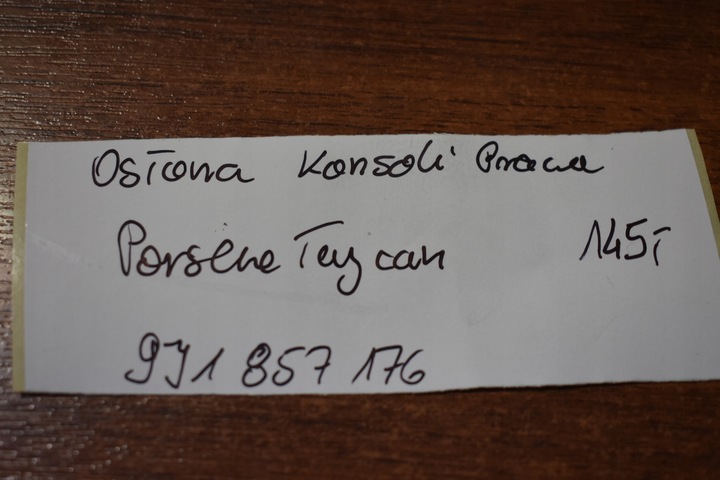 Osłona Konsoli Prawa
Porsche Taycan 145i
9J1 857 176